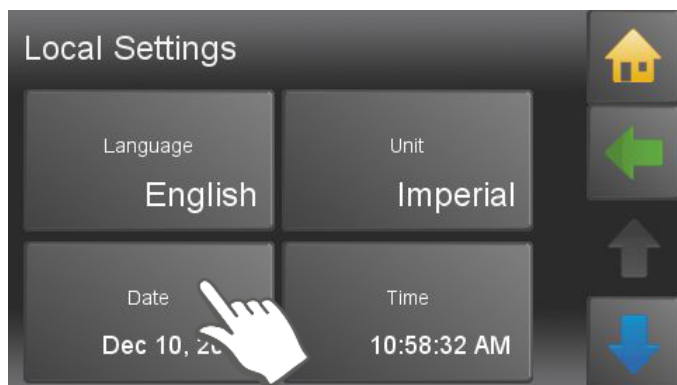 Local Settings
Language
English
Unit
Imperial
Date
Dec 10,
Time
10:58:32 AM